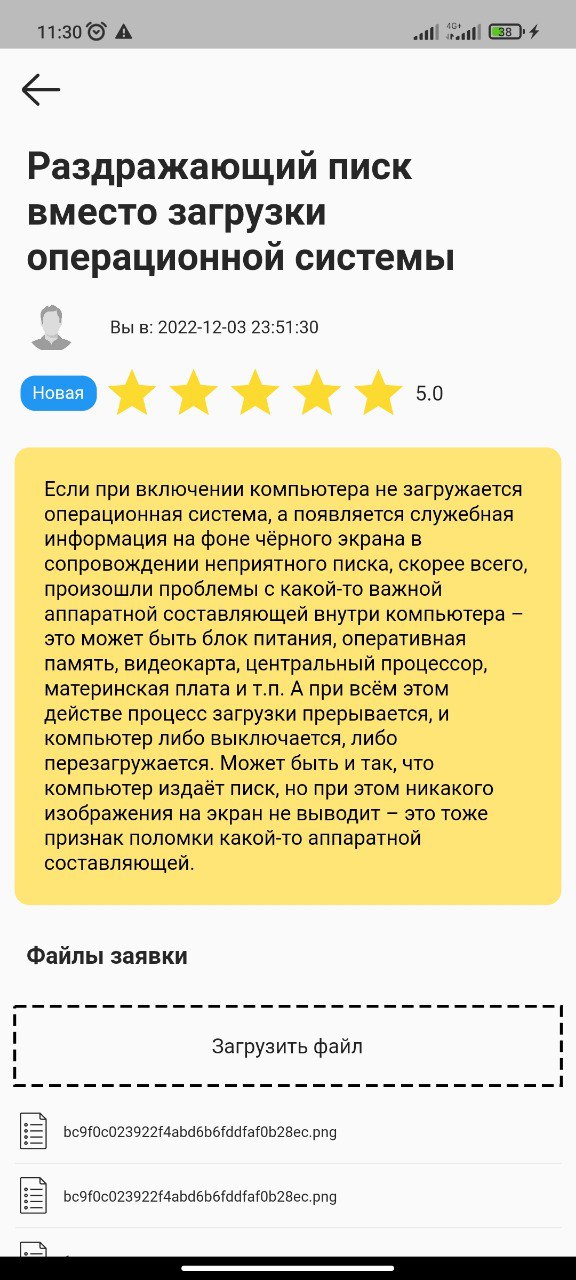 11:30
4G+
38
Раздражающий писк
вместо загрузки
операционной системы
Вы в: 2022-12-03 23:51:30
Новая
5.0
Если при включении компьютера не загружается
операционная система, а появляется служебная
информация на фоне чёрного экрана в
сопровождении неприятного писка, скорее всего,
произошли проблемы с какой-то важной
аппаратной составляющей внутри компьютера –
это может быть блок питания, оперативная
память, видеокарта, центральный процессор,
материнская плата и т.п. А при всём этом
действе процесс загрузки прерывается, и
компьютер либо выключается, либо
перезагружается. Может быть и так, что
компьютер издаёт писк, но при этом никакого
изображения на экран не выводит – это тоже
признак поломки какой-то аппаратной
составляющей.
Файлы заявки
Загрузить файл
bc9f0c023922f4abd6b6fddfaf0b28ec.png
bc9f0c023922f4abd6b6fddfaf0b28ec.png